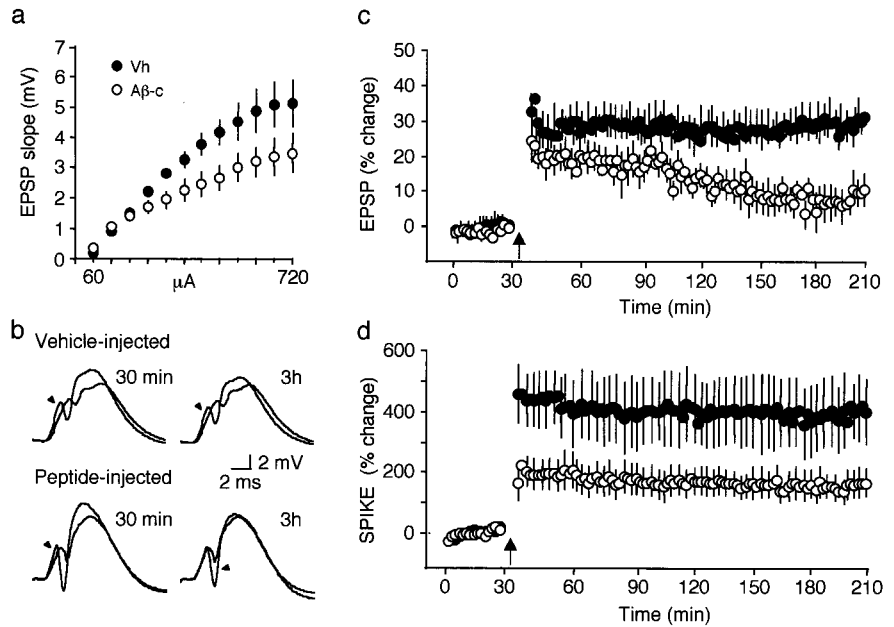 a
EPSP slope (mV)
7
6
5
4
3
2
1
0
Vh
Aβ-c
60
720
μA
b
Vehicle-injected
30 min
3h
2 mV
2 ms
Peptide-injected
30 min
3h
c
EPSP (% change)
50
40
30
20
10
0
0
30
60
90
120
150
180
210
Time (min)
d
SPIKE (% change)
600
400
200
0
0
30
60
90
120
150
180
210
Time (min)